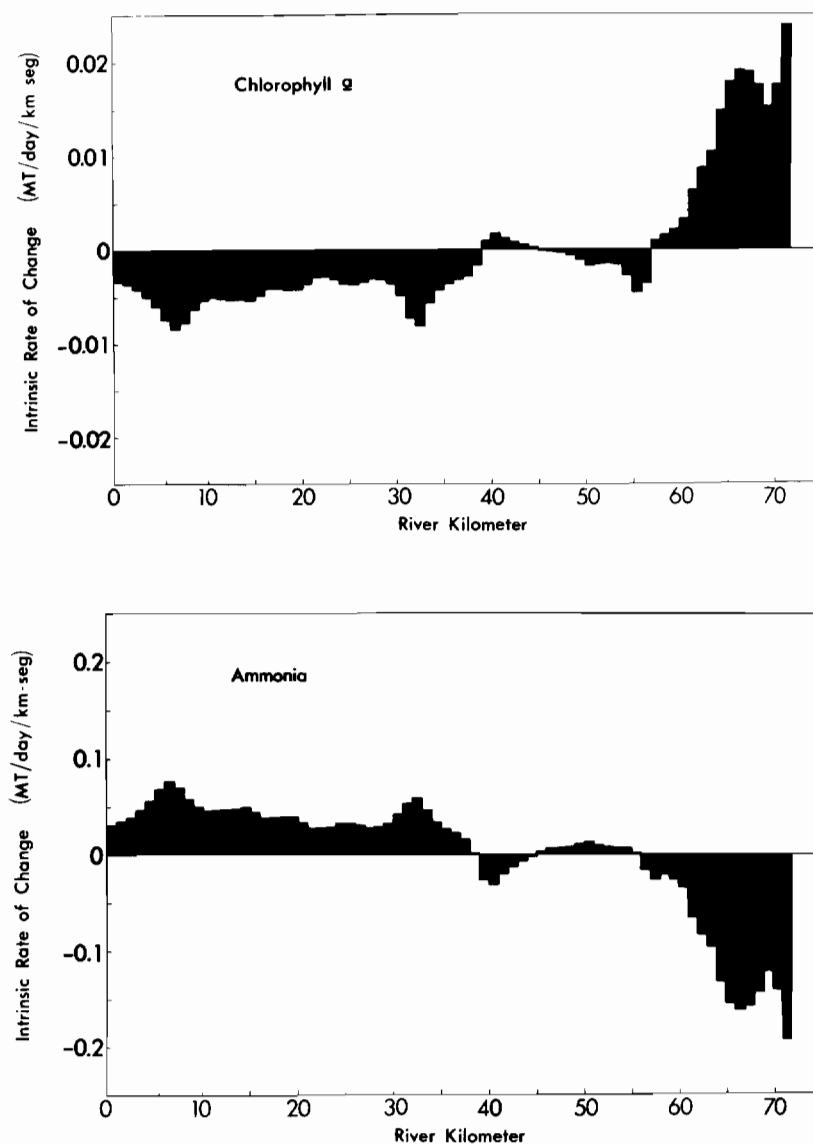 Chlorophyll a
Intrinsic Rate of Change (MT/day/km seg)
0.02
0.01
0
-0.01
-0.02
0 10 20 30 40 50 60 70
River Kilometer
Ammonia
Intrinsic Rate of Change (MT/day/km-seg)
0.2
0.1
0
-0.1
-0.2
0 10 20 30 40 50 60 70
River Kilometer